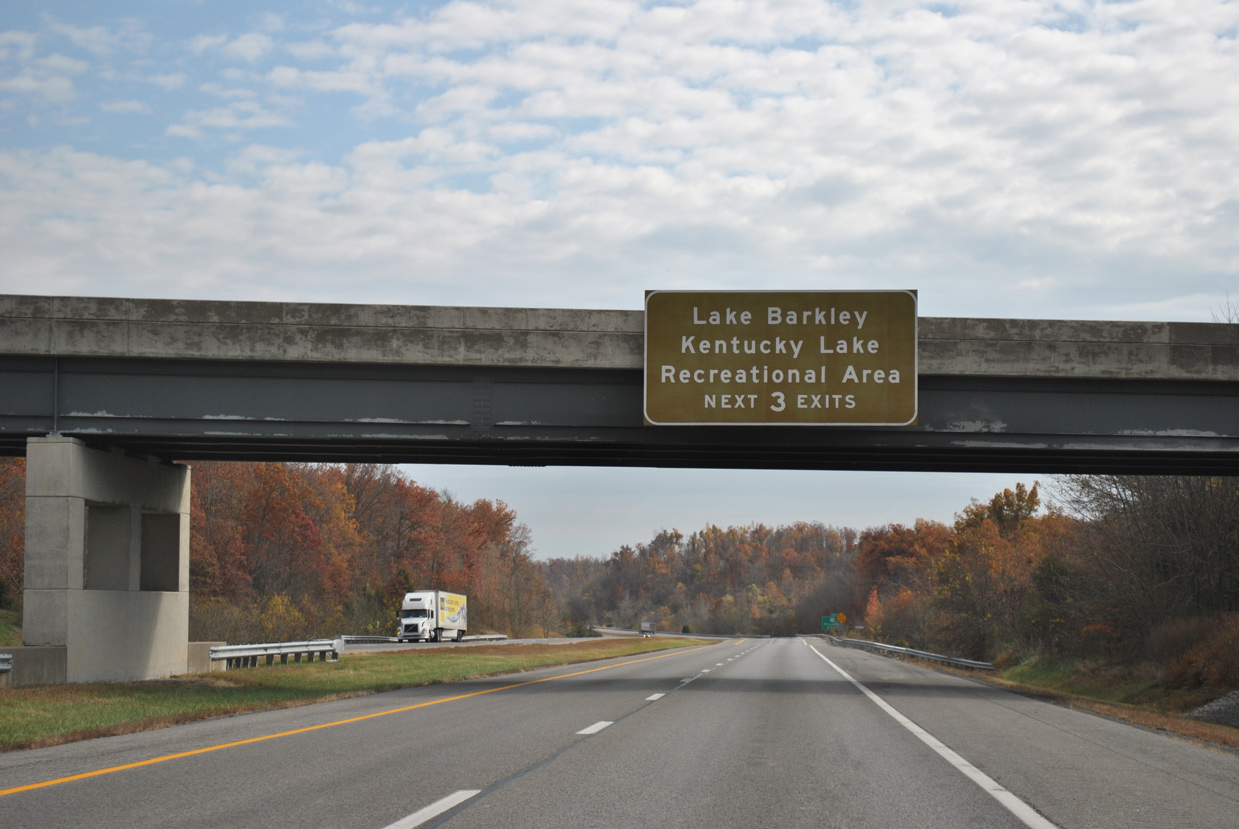 Lake Barkley
Kentucky Lake
Recreational Area
NEXT 3 EXITS